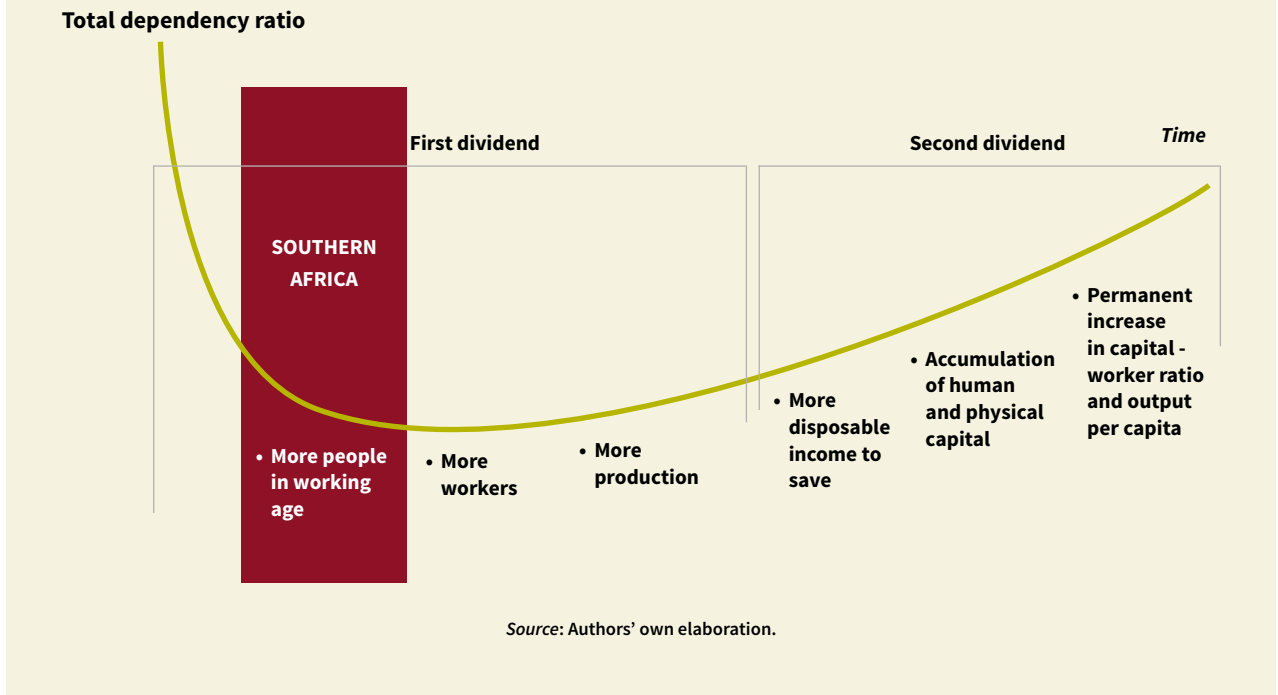 Total dependency ratio
First dividend
Second dividend
Time
SOUTHERN
AFRICA
• More people
in working
age
• More
workers
• More
production
• More
disposable
income to
save
• Accumulation
of human
and physical
capital
• Permanent
increase
in capital -
worker ratio
and output
per capita
Source: Authors’ own elaboration.